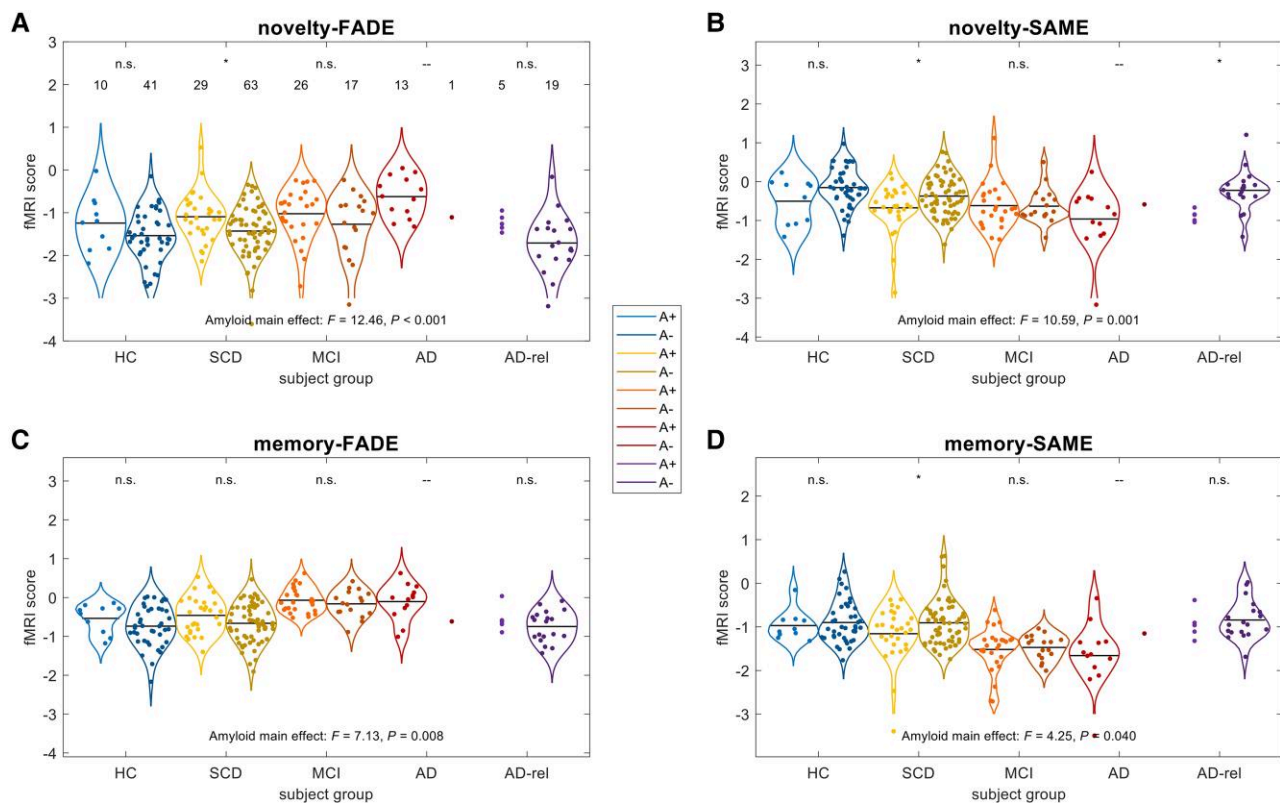 A
novelty-FADE
3
2
1
0
-1
-2
-3
-4
fMRI score
n.s.
*
n.s.
--
n.s.
10 41 29 63 26 17 13 1 5 19
Amyloid main effect: F = 12.46, P < 0.001
HC SCD MCI AD AD-rel
subject group
B
novelty-SAME
3
2
1
0
-1
-2
-3
-4
fMRI score
n.s.
*
n.s.
--
*
Amyloid main effect: F = 10.59, P = 0.001
HC SCD MCI AD AD-rel
subject group
A+
A-
A+
A-
A+
A-
A+
A-
A+
A-
C
memory-FADE
3
2
1
0
-1
-2
-3
-4
fMRI score
n.s.
n.s.
n.s.
--
n.s.
Amyloid main effect: F = 7.13, P = 0.008
HC SCD MCI AD AD-rel
subject group
D
memory-SAME
2
1
0
-1
-2
-3
fMRI score
n.s.
*
n.s.
--
n.s.
Amyloid main effect: F = 4.25, P = 0.040
HC SCD MCI AD AD-rel
subject group